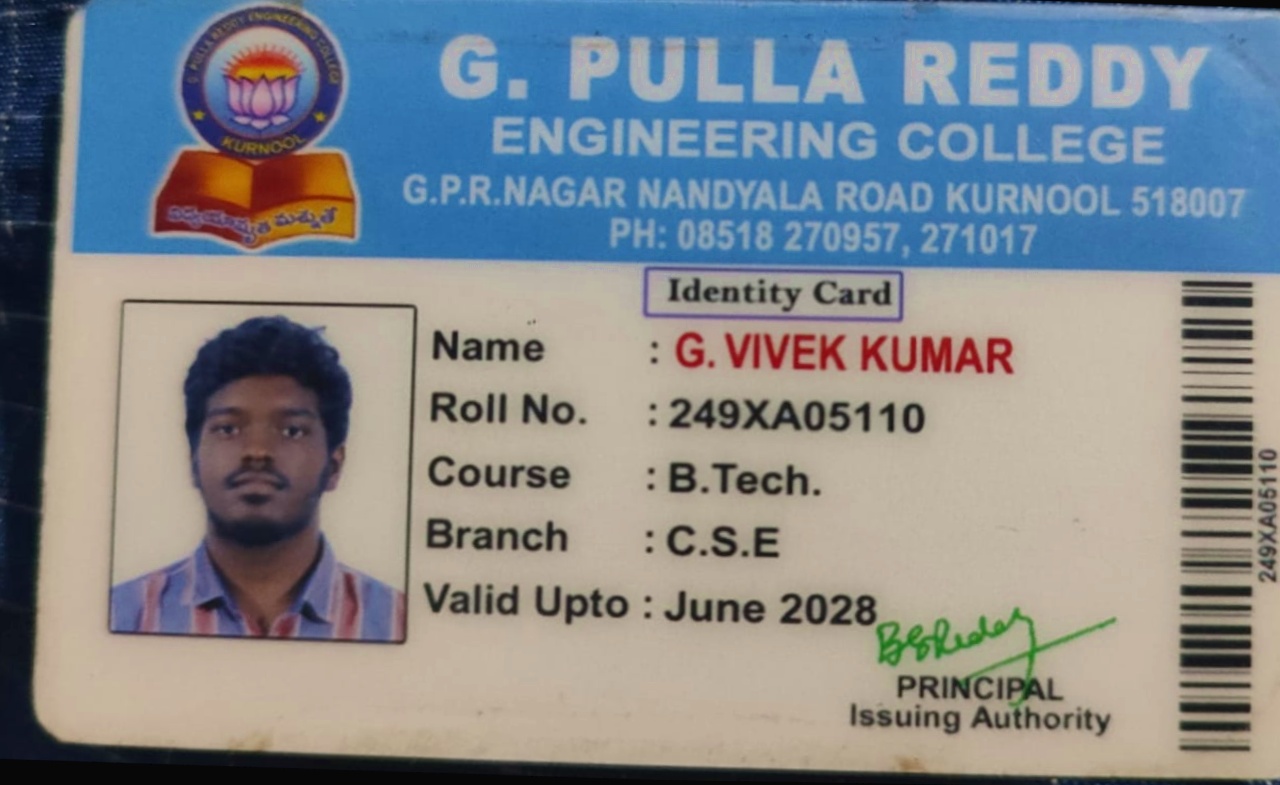 G. PULLA REDDY ENGINEERING COLLEGE
KURNOOL
G. PULLA REDDY
ENGINEERING COLLEGE
G.P.R.NAGAR NANDYALA ROAD KURNOOL 518007
PH: 08518 270957, 271017
Identity Card
Name : G. VIVEK KUMAR
Roll No. : 249XA05110
Course : B.Tech.
Branch : C.S.E
Valid Upto : June 2028
BSReddy
PRINCIPAL
Issuing Authority
249XA05110